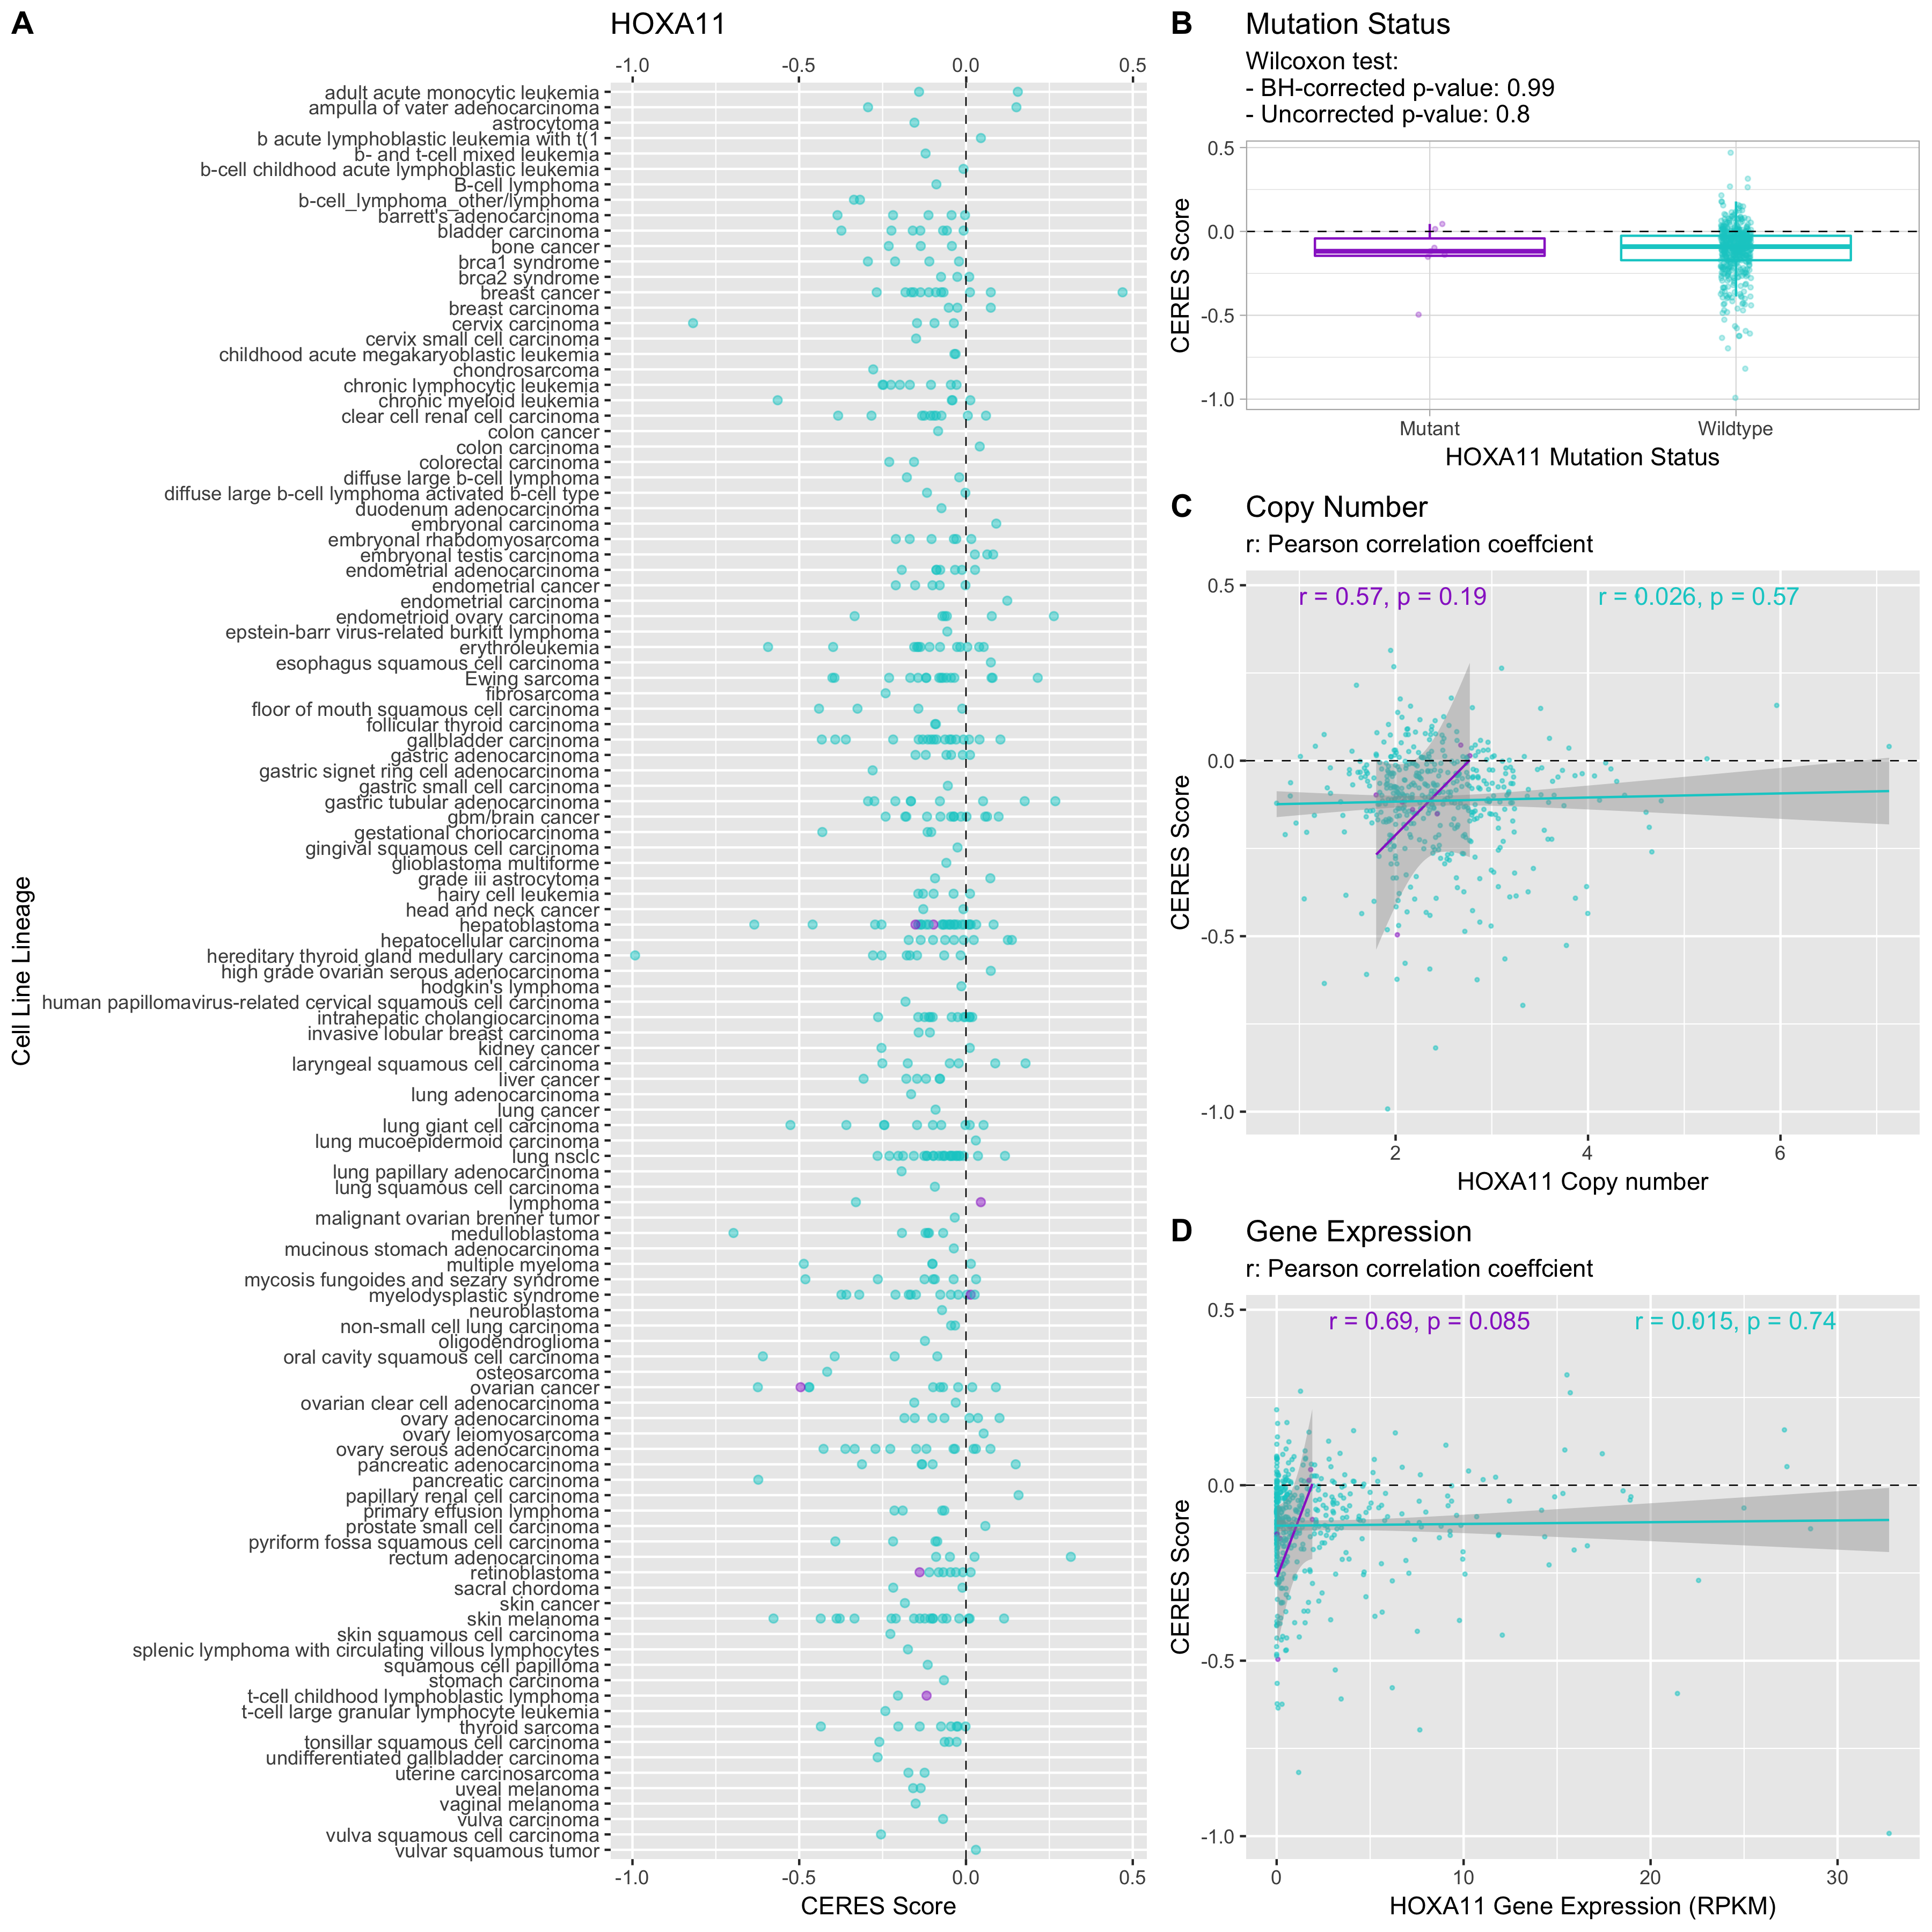 A
HOXA11
-1.0 -0.5 0.0 0.5
adult acute monocytic leukemia
ampulla of vater adenocarcinoma
astrocytoma
b acute lymphoblastic leukemia with t(1
b- and t-cell mixed leukemia
b-cell childhood acute lymphoblastic leukemia
B-cell lymphoma
b-cell_lymphoma_other/lymphoma
barrett's adenocarcinoma
bladder carcinoma
bone cancer
brca1 syndrome
brca2 syndrome
breast cancer
breast carcinoma
cervix carcinoma
cervix small cell carcinoma
childhood acute megakaryoblastic leukemia
chondrosarcoma
chronic lymphocytic leukemia
chronic myeloid leukemia
clear cell renal cell carcinoma
colon cancer
colon carcinoma
colorectal carcinoma
diffuse large b-cell lymphoma
diffuse large b-cell lymphoma activated b-cell type
duodenum adenocarcinoma
embryonal carcinoma
embryonal rhabdomyosarcoma
embryonal testis carcinoma
endometrial adenocarcinoma
endometrial cancer
endometrial carcinoma
endometrioid ovary carcinoma
epstein-barr virus-related burkitt lymphoma
erythroleukemia
esophagus squamous cell carcinoma
Ewing sarcoma
fibrosarcoma
floor of mouth squamous cell carcinoma
follicular thyroid carcinoma
gallbladder carcinoma
gastric adenocarcinoma
gastric signet ring cell adenocarcinoma
gastric small cell carcinoma
gastric tubular adenocarcinoma
gbm/brain cancer
gestational choriocarcinoma
gingival squamous cell carcinoma
glioblastoma multiforme
grade iii astrocytoma
hairy cell leukemia
head and neck cancer
hepatoblastoma
hepatocellular carcinoma
hereditary thyroid gland medullary carcinoma
high grade ovarian serous adenocarcinoma
hodgkin's lymphoma
human papillomavirus-related cervical squamous cell carcinoma
intrahepatic cholangiocarcinoma
invasive lobular breast carcinoma
kidney cancer
laryngeal squamous cell carcinoma
liver cancer
lung adenocarcinoma
lung cancer
lung giant cell carcinoma
lung mucoepidermoid carcinoma
lung nsclc
lung papillary adenocarcinoma
lung squamous cell carcinoma
lymphoma
malignant ovarian brenner tumor
medulloblastoma
mucinous stomach adenocarcinoma
multiple myeloma
mycosis fungoides and sezary syndrome
myelodysplastic syndrome
neuroblastoma
non-small cell lung carcinoma
oligodendroglioma
oral cavity squamous cell carcinoma
osteosarcoma
ovarian cancer
ovarian clear cell adenocarcinoma
ovary adenocarcinoma
ovary leiomyosarcoma
ovary serous adenocarcinoma
pancreatic adenocarcinoma
pancreatic carcinoma
papillary renal cell carcinoma
primary effusion lymphoma
prostate small cell carcinoma
pyriform fossa squamous cell carcinoma
rectum adenocarcinoma
retinoblastoma
sacral chordoma
skin cancer
skin melanoma
skin squamous cell carcinoma
splenic lymphoma with circulating villous lymphocytes
squamous cell papilloma
stomach carcinoma
t-cell childhood lymphoblastic lymphoma
t-cell large granular lymphocyte leukemia
thyroid sarcoma
tonsillar squamous cell carcinoma
undifferentiated gallbladder carcinoma
uterine carcinosarcoma
uveal melanoma
vaginal melanoma
vulva carcinoma
vulva squamous cell carcinoma
vulvar squamous tumor
-1.0 -0.5 0.0 0.5
CERES Score
Cell Line Lineage
B
Mutation Status
Wilcoxon test:
- BH-corrected p-value: 0.99
- Uncorrected p-value: 0.8
0.5
0.0
-0.5
-1.0
CERES Score
Mutant Wildtype
HOXA11 Mutation Status
C
Copy Number
r: Pearson correlation coeffcient
r = 0.57, p = 0.19 r = 0.026, p = 0.57
0.5
0.0
-0.5
-1.0
CERES Score
2 4 6
HOXA11 Copy number
D
Gene Expression
r: Pearson correlation coeffcient
r = 0.69, p = 0.085 r = 0.015, p = 0.74
0.5
0.0
-0.5
-1.0
CERES Score
0 10 20 30
HOXA11 Gene Expression (RPKM)